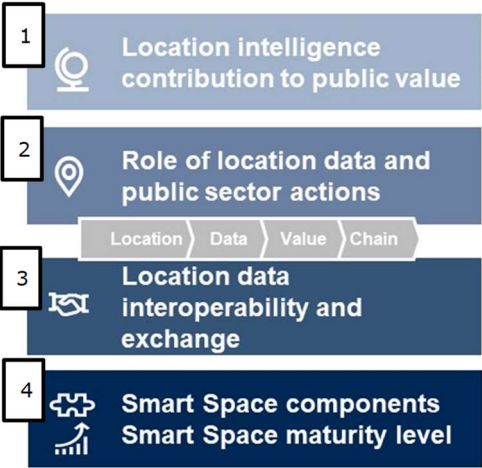 1
Location intelligence
contribution to public value
2
Role of location data and
public sector actions
Location Data Value Chain
3
Location data
interoperability and
exchange
4
Smart Space components
Smart Space maturity level